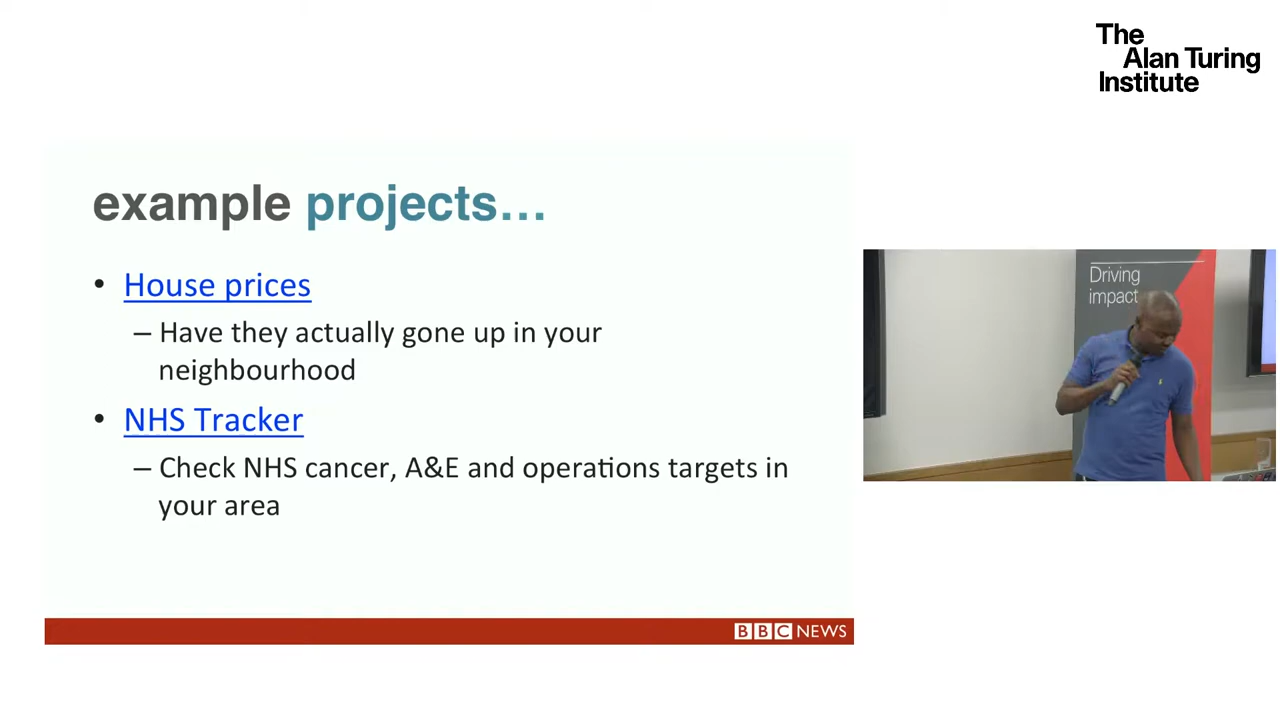 The
Alan Turing
Institute
example projects...
• House prices
– Have they actually gone up in your
neighbourhood
• NHS Tracker
– Check NHS cancer, A&E and operations targets in
your area
BBC NEWS
Driving
impact